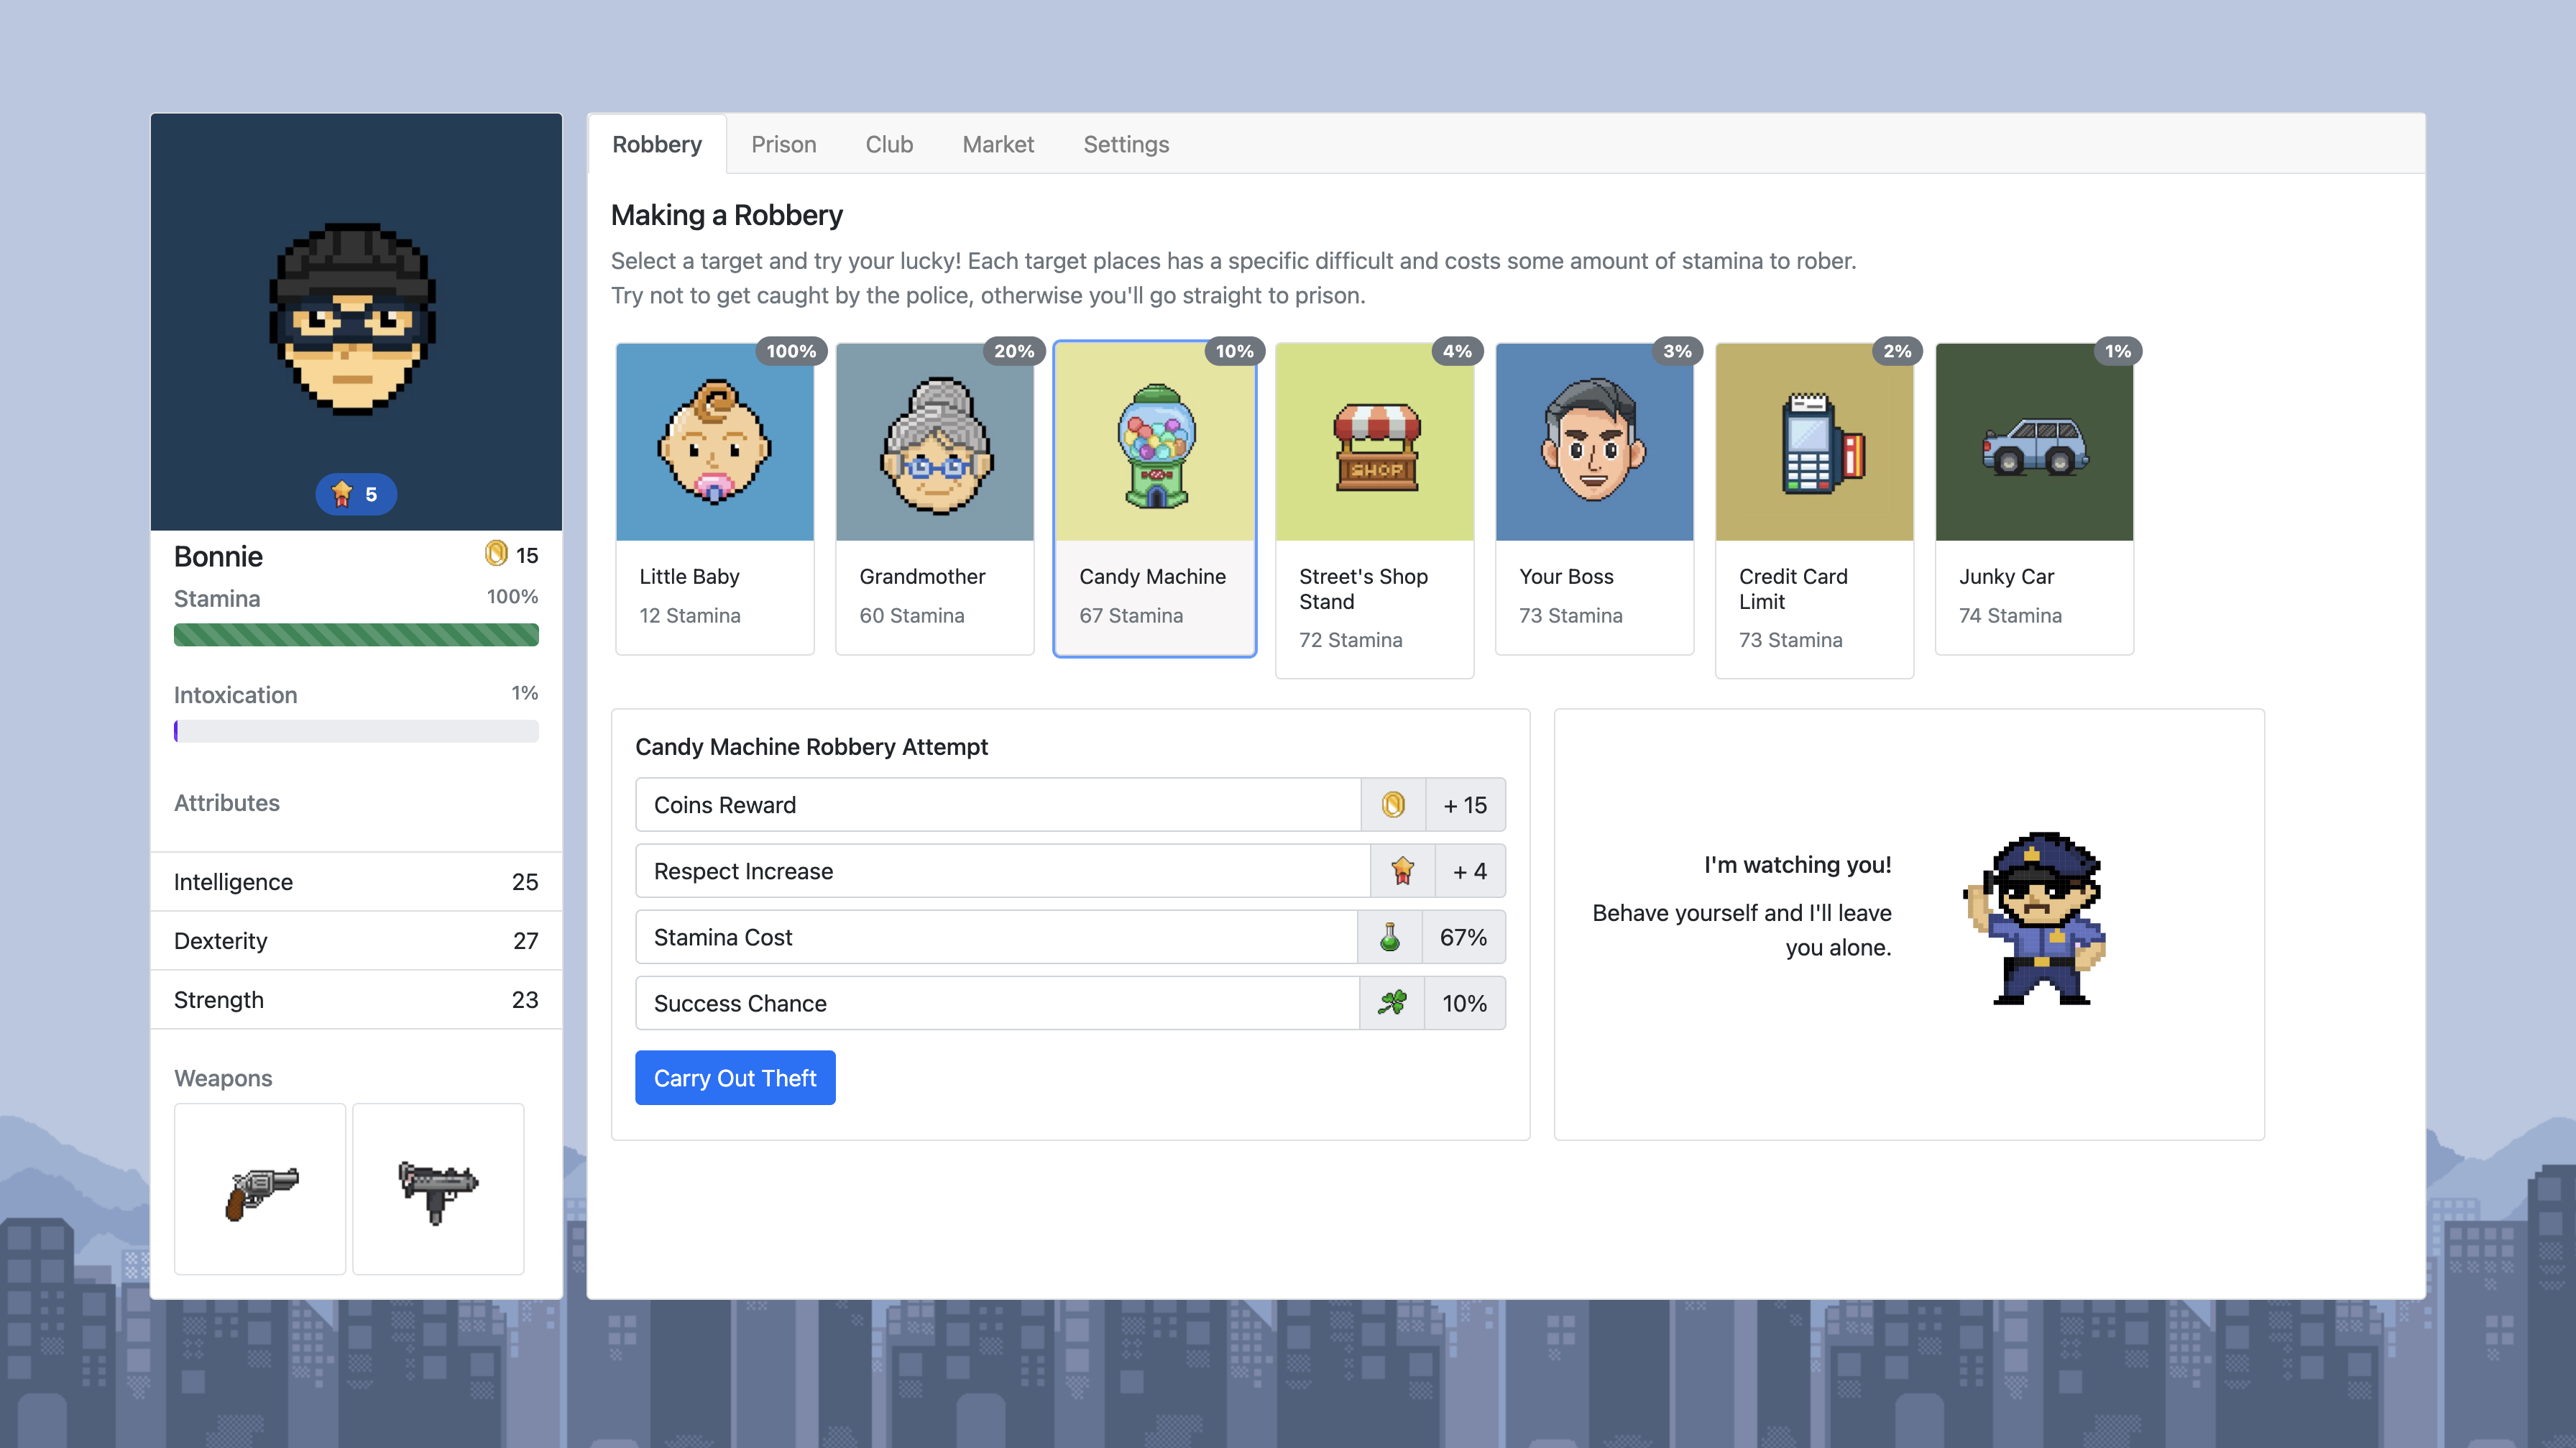 Robbery
Prison
Club
Market
Settings
5
Bonnie
15
Stamina
100%
Intoxication
1%
Attributes
Intelligence
25
Dexterity
27
Strength
23
Weapons
Making a Robbery
Select a target and try your lucky! Each target places has a specific difficult and costs some amount of stamina to rober.
Try not to get caught by the police, otherwise you'll go straight to prison.
100%
Little Baby
12 Stamina
20%
Grandmother
60 Stamina
10%
Candy Machine
67 Stamina
4%
SHOP
Street's Shop
Stand
72 Stamina
3%
Your Boss
73 Stamina
2%
Credit Card
Limit
73 Stamina
1%
Junky Car
74 Stamina
Candy Machine Robbery Attempt
Coins Reward
+ 15
Respect Increase
+ 4
Stamina Cost
67%
Success Chance
10%
Carry Out Theft
I'm watching you!
Behave yourself and I'll leave
you alone.